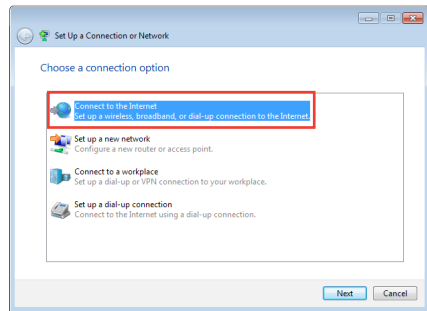 Set Up a Connection or Network
Choose a connection option
Connect to the Internet
Set up a wireless, broadband, or dial-up connection to the Internet.
Set up a new network
Configure a new router or access point.
Connect to a workplace
Set up a dial-up or VPN connection to your workplace.
Set up a dial-up connection
Connect to the Internet using a dial-up connection.
Next Cancel